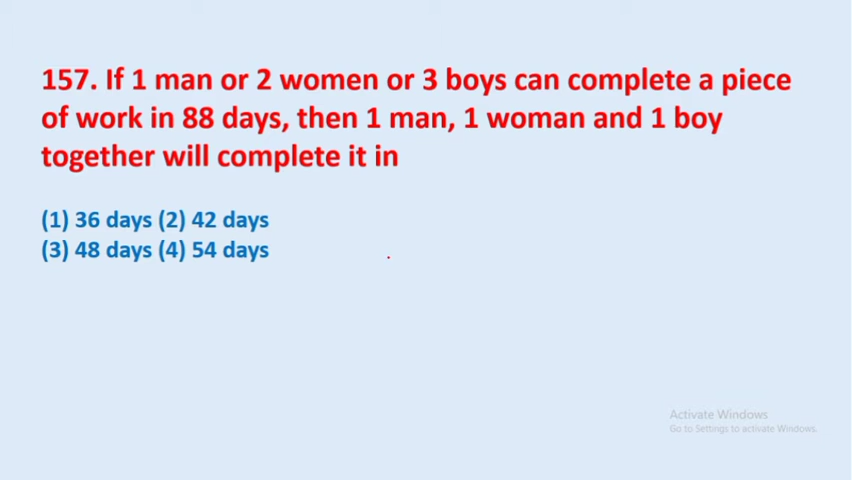 157. If 1 man or 2 women or 3 boys can complete a piece
of work in 88 days, then 1 man, 1 woman and 1 boy
together will complete it in
(1) 36 days (2) 42 days
(3) 48 days (4) 54 days
Activate Windows
Go to Settings to activate Windows.